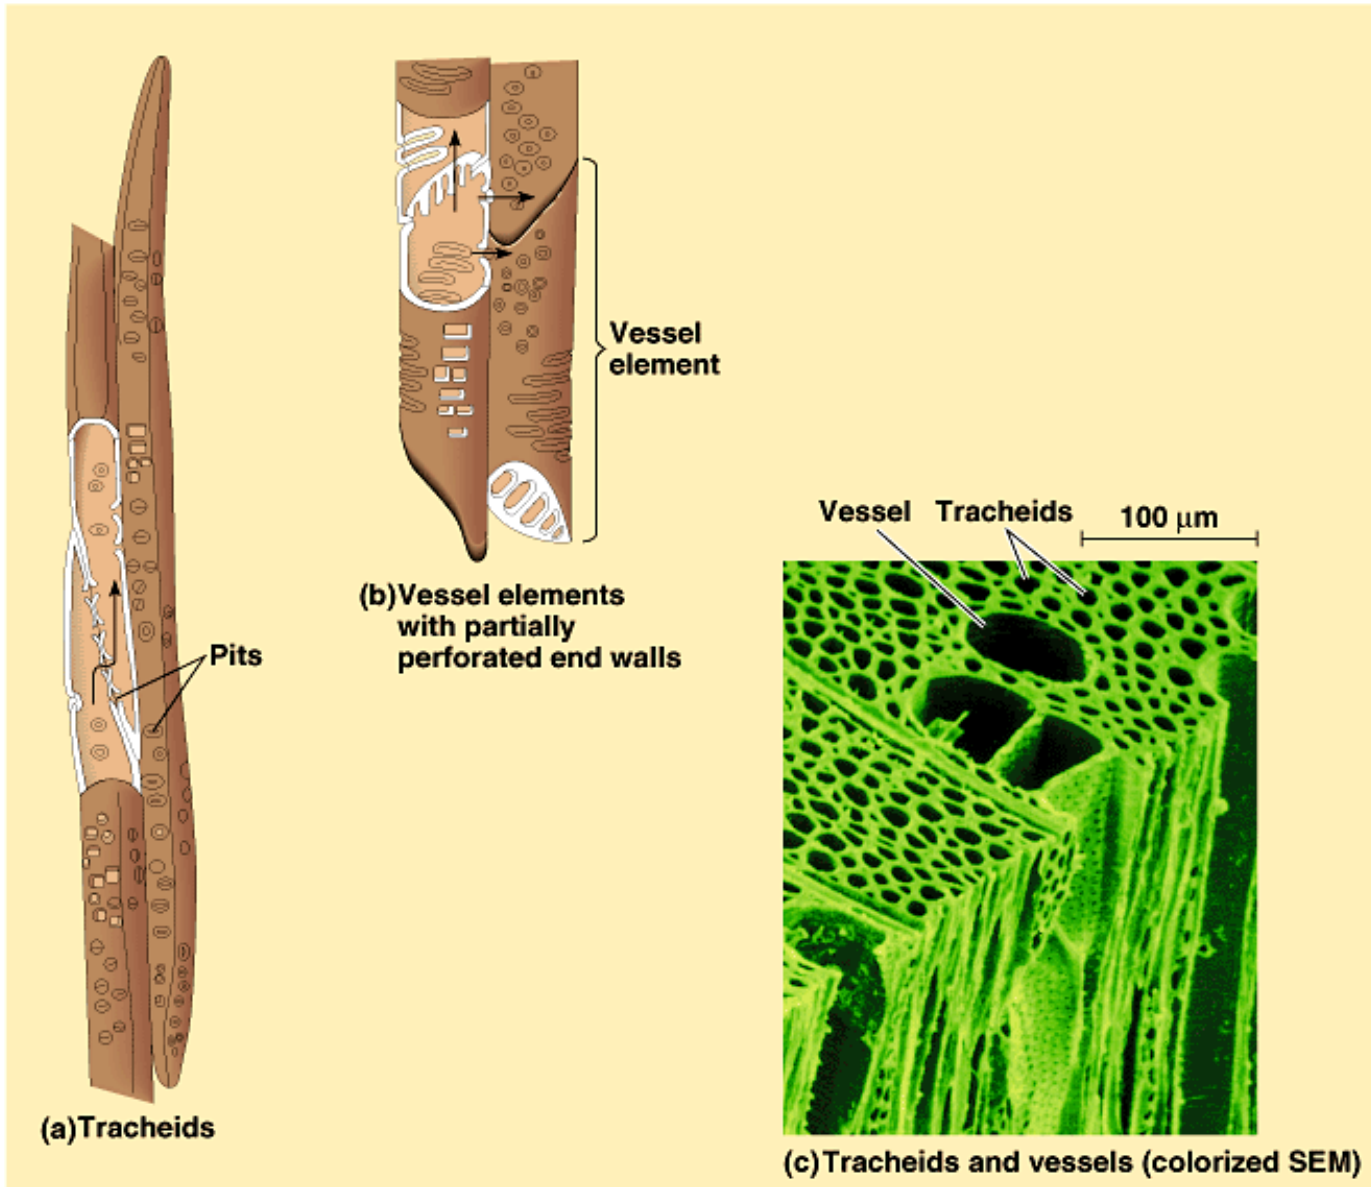 Vessel
element
(b)Vessel elements
with partially
perforated end walls
Pits
(a)Tracheids
Vessel Tracheids 100 μm
(c)Tracheids and vessels (colorized SEM)